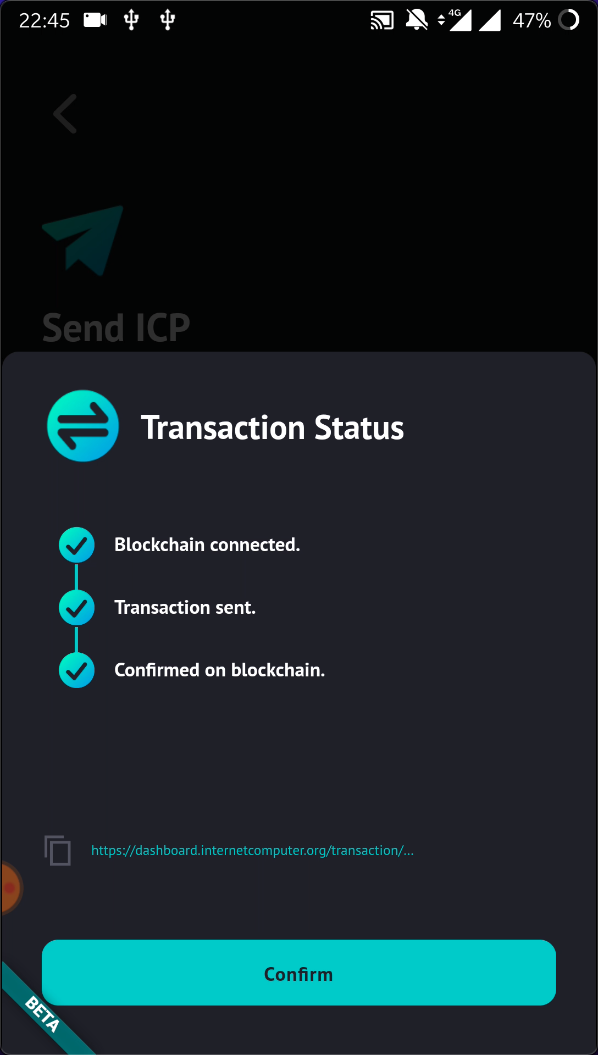 22:45
4G
47%
Send ICP
Transaction Status
Blockchain connected.
Transaction sent.
Confirmed on blockchain.
https://dashboard.internetcomputer.org/transaction/...
Confirm
BETA